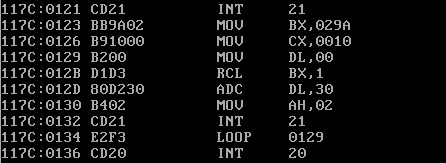 117C:0121 CD21 INT 21
117C:0123 BB9A02 MOV BX,029A
117C:0126 B91000 MOV CX,0010
117C:0129 B200 MOV DL,00
117C:012B D1D3 RCL BX,1
117C:012D 80D230 ADC DL,30
117C:0130 B402 MOV AH,02
117C:0132 CD21 INT 21
117C:0134 E2F3 LOOP 0129
117C:0136 CD20 INT 20